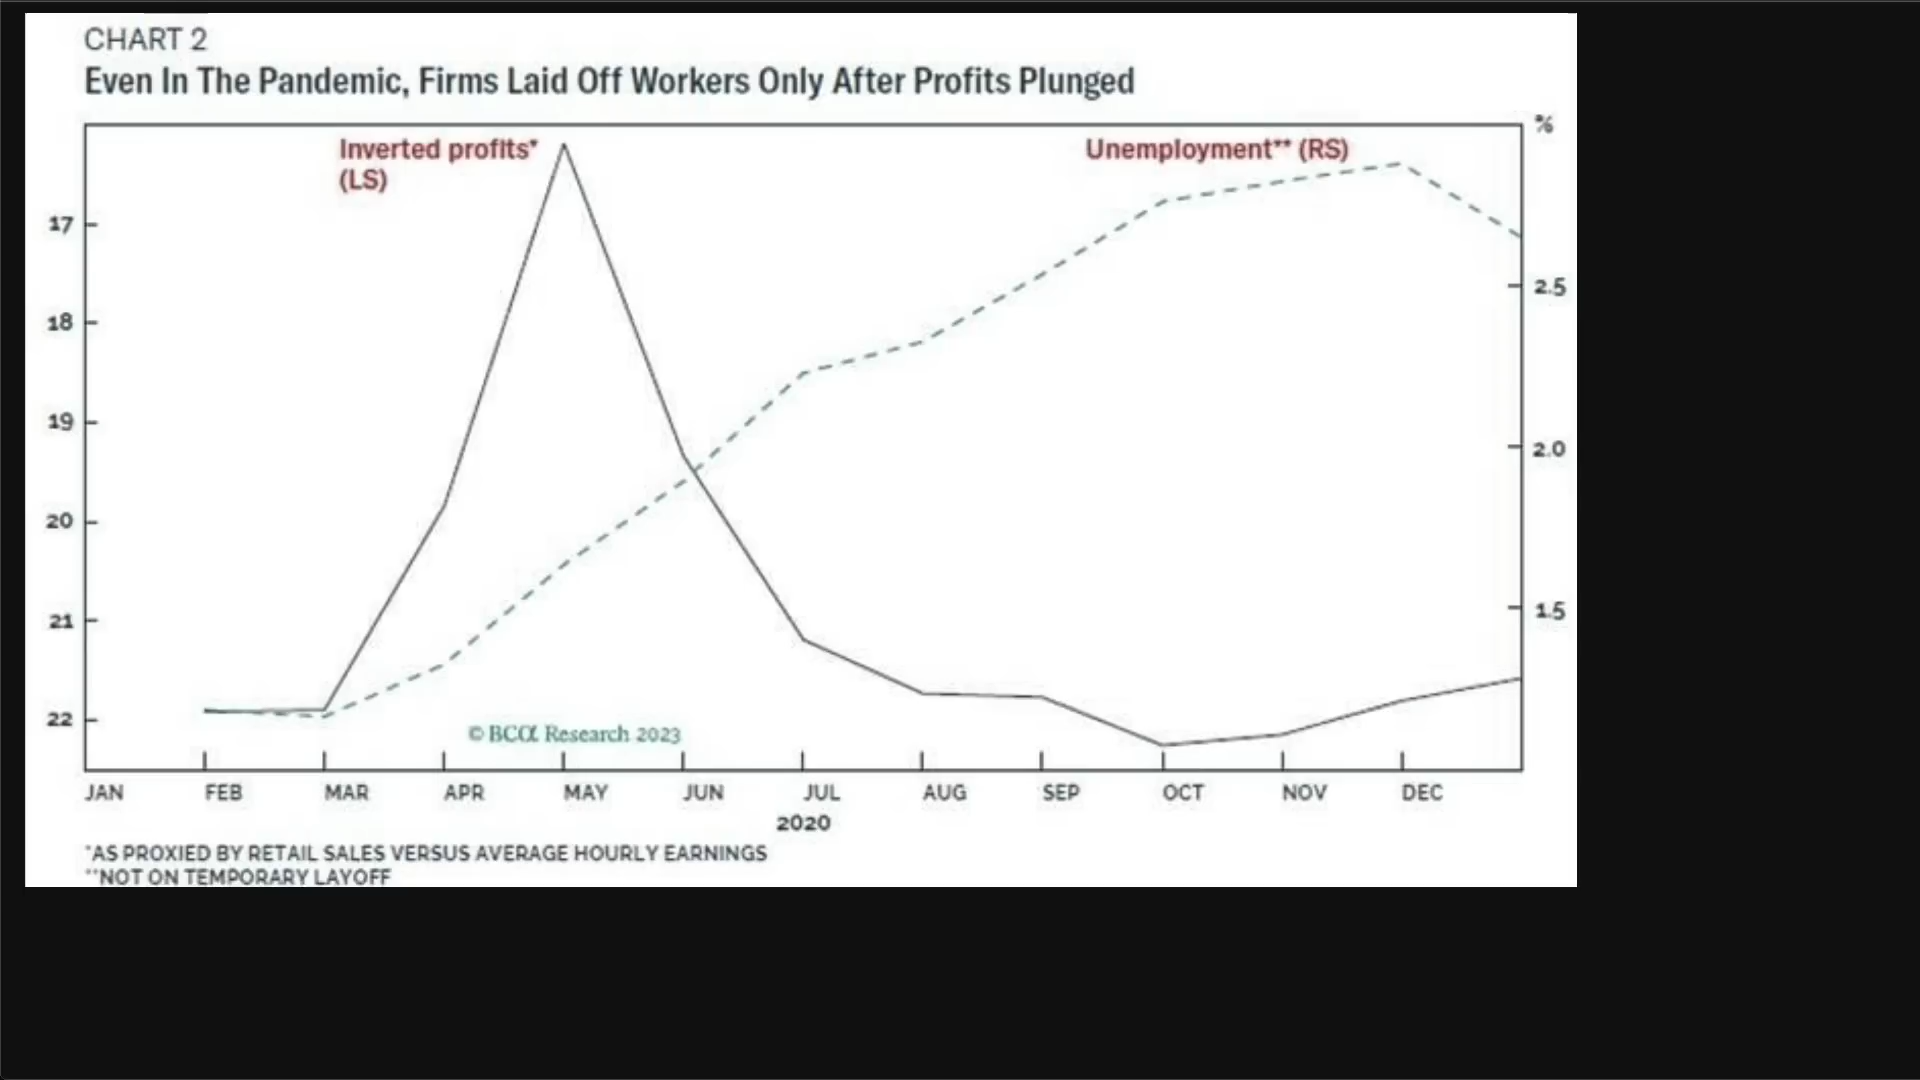 CHART 2
Even In The Pandemic, Firms Laid Off Workers Only After Profits Plunged
%
Inverted profits* Unemployment** (RS)
(LS)
17
2.5
18
19
2.0
20
1.5
21
22
© BCα Research 2023
JAN FEB MAR APR MAY JUN JUL AUG SEP OCT NOV DEC
2020
*AS PROXIED BY RETAIL SALES VERSUS AVERAGE HOURLY EARNINGS
**NOT ON TEMPORARY LAYOFF